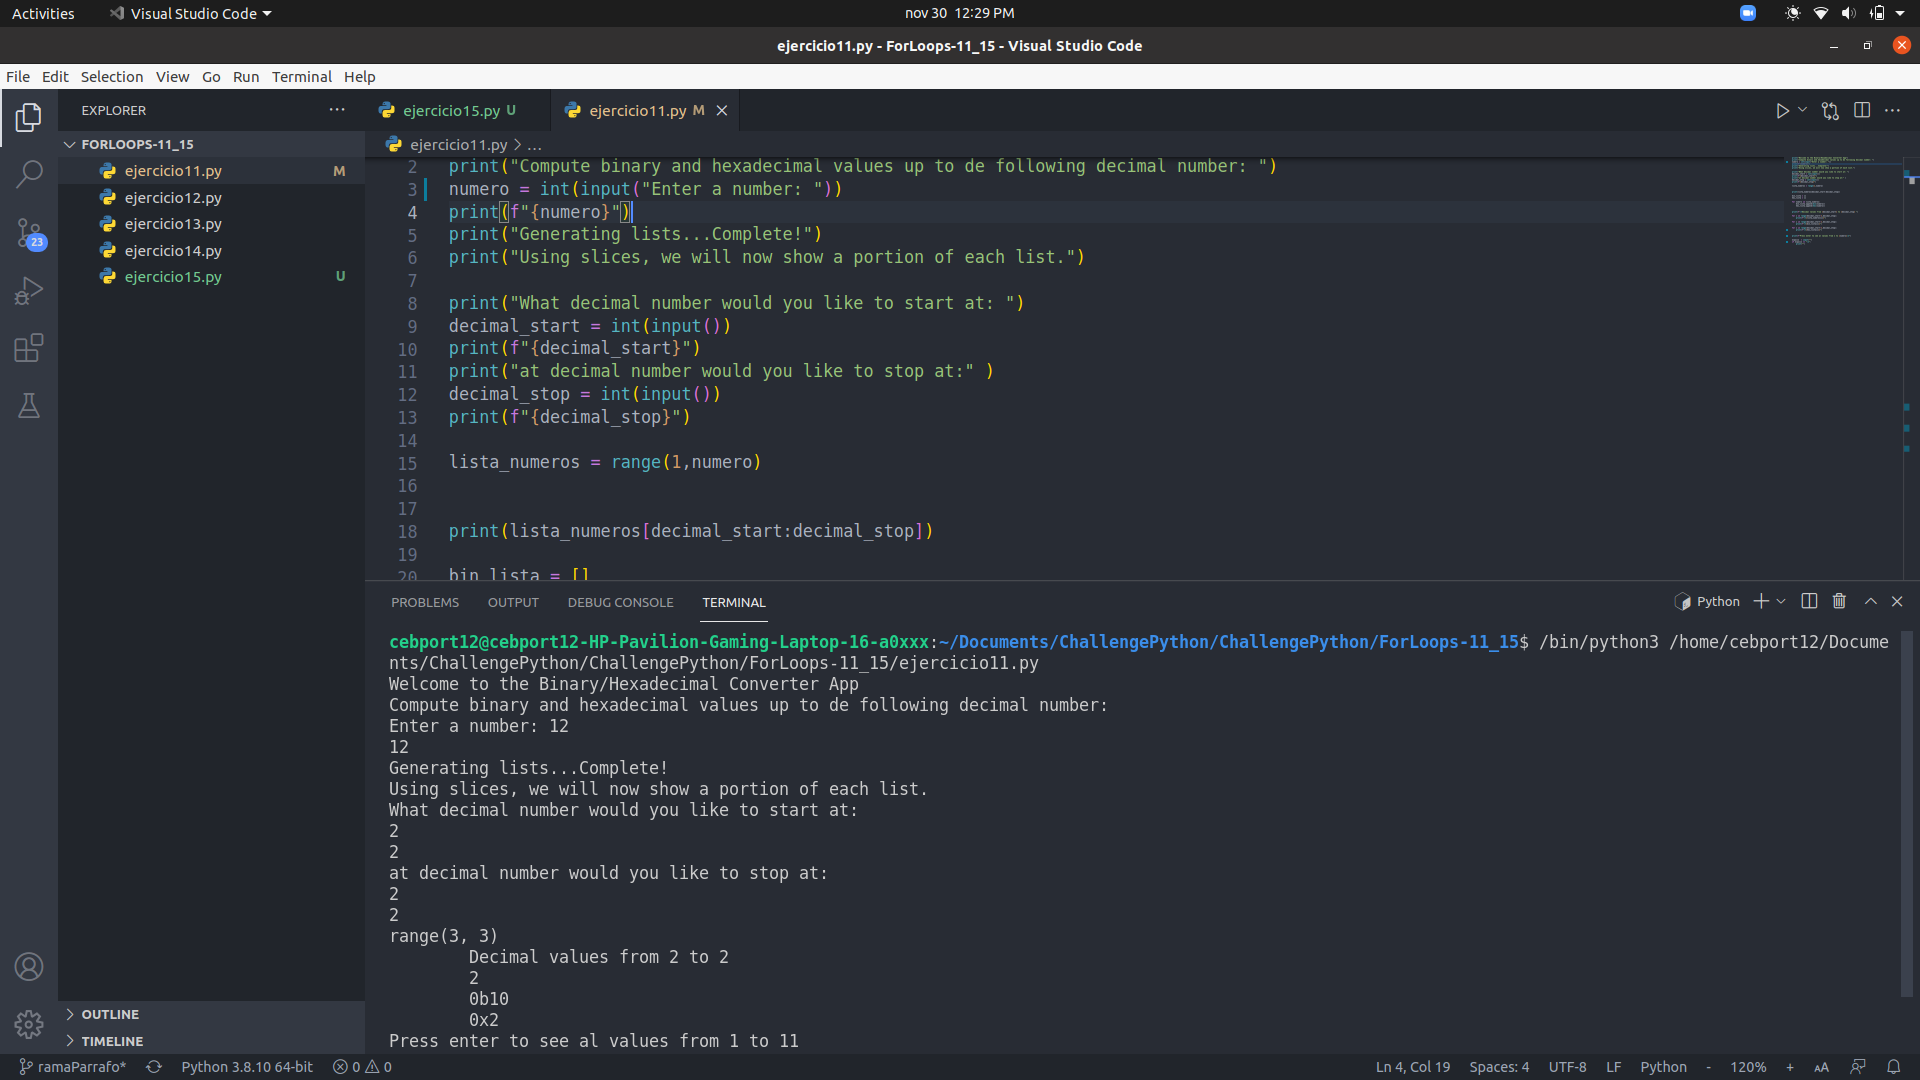 Activities
Visual Studio Code
nov 30 12:29 PM
ejercicio11.py - ForLoops-11_15 - Visual Studio Code
File Edit Selection View Go Run Terminal Help
EXPLORER
ejercicio15.py U
ejercicio11.py M
FORLOOPS-11_15
ejercicio11.py M
ejercicio12.py
ejercicio13.py
ejercicio14.py
ejercicio15.py U
23
OUTLINE
TIMELINE
ejercicio11.py > ...
2 print("Compute binary and hexadecimal values up to de following decimal number: ")
3 numero = int(input("Enter a number: "))
4 print(f"{numero}")
5 print("Generating lists...Complete!")
6 print("Using slices, we will now show a portion of each list.")
7
8 print("What decimal number would you like to start at: ")
9 decimal_start = int(input())
10 print(f"{decimal_start}")
11 print("at decimal number would you like to stop at:" )
12 decimal_stop = int(input())
13 print(f"{decimal_stop}")
14
15 lista_numeros = range(1,numero)
16
17
18 print(lista_numeros[decimal_start:decimal_stop])
19
20 bin_lista = []
PROBLEMS OUTPUT DEBUG CONSOLE TERMINAL
Python
cebport12@cebport12-HP-Pavilion-Gaming-Laptop-16-a0xxx:~/Documents/ChallengePython/ChallengePython/ForLoops-11_15$ /bin/python3 /home/cebport12/Docume
nts/ChallengePython/ChallengePython/ForLoops-11_15/ejercicio11.py
Welcome to the Binary/Hexadecimal Converter App
Compute binary and hexadecimal values up to de following decimal number:
Enter a number: 12
12
Generating lists...Complete!
Using slices, we will now show a portion of each list.
What decimal number would you like to start at:
2
2
at decimal number would you like to stop at:
2
2
range(3, 3)
Decimal values from 2 to 2
2
0b10
0x2
Press enter to see al values from 1 to 11
ramaParrafo* Python 3.8.10 64-bit 0 0
Ln 4, Col 19 Spaces: 4 UTF-8 LF Python - 120% + AA